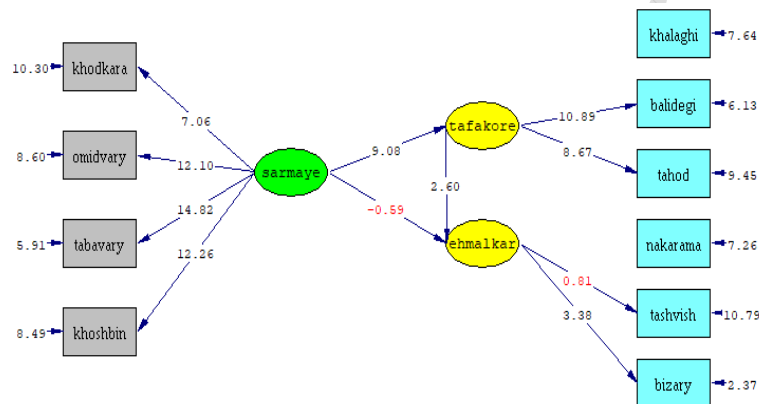 khalaghi
7.64
khodkara
10.30
balidegi
6.13
7.06
10.89
tafakore
omidvary
8.60
12.10
9.08
8.67
tahod
9.45
sarmaye
2.60
14.82
-0.59
tabavary
5.91
ehmalkar
nakarama
7.26
12.26
0.81
tashvish
10.79
3.38
khoshbin
8.49
bizary
2.37